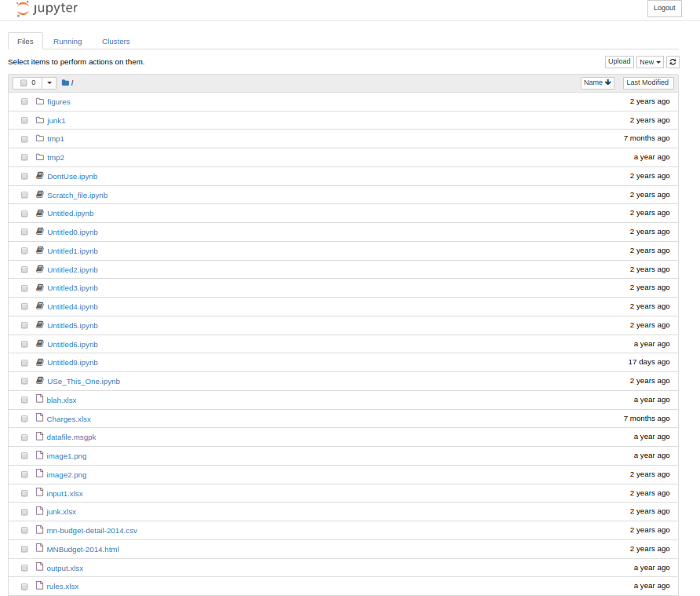 jupyter
Logout
Files Running Clusters
Select items to perform actions on them.
Upload New
0 / Name Last Modified
figures 2 years ago
junk1 2 years ago
tmp1 7 months ago
tmp2 a year ago
DontUse.ipynb 2 years ago
Scratch_file.ipynb 2 years ago
Untitled.ipynb 2 years ago
Untitled0.ipynb 2 years ago
Untitled1.ipynb 2 years ago
Untitled2.ipynb 2 years ago
Untitled3.ipynb 2 years ago
Untitled4.ipynb 2 years ago
Untitled5.ipynb 2 years ago
Untitled6.ipynb a year ago
Untitled9.ipynb 17 days ago
USe_This_One.ipynb 2 years ago
blah.xlsx a year ago
Charges.xlsx 7 months ago
datafile.msgpk a year ago
image1.png a year ago
image2.png 2 years ago
input1.xlsx 2 years ago
junk.xlsx 2 years ago
mn-budget-detail-2014.csv 2 years ago
MNBudget-2014.html 2 years ago
output.xlsx a year ago
rules.xlsx a year ago